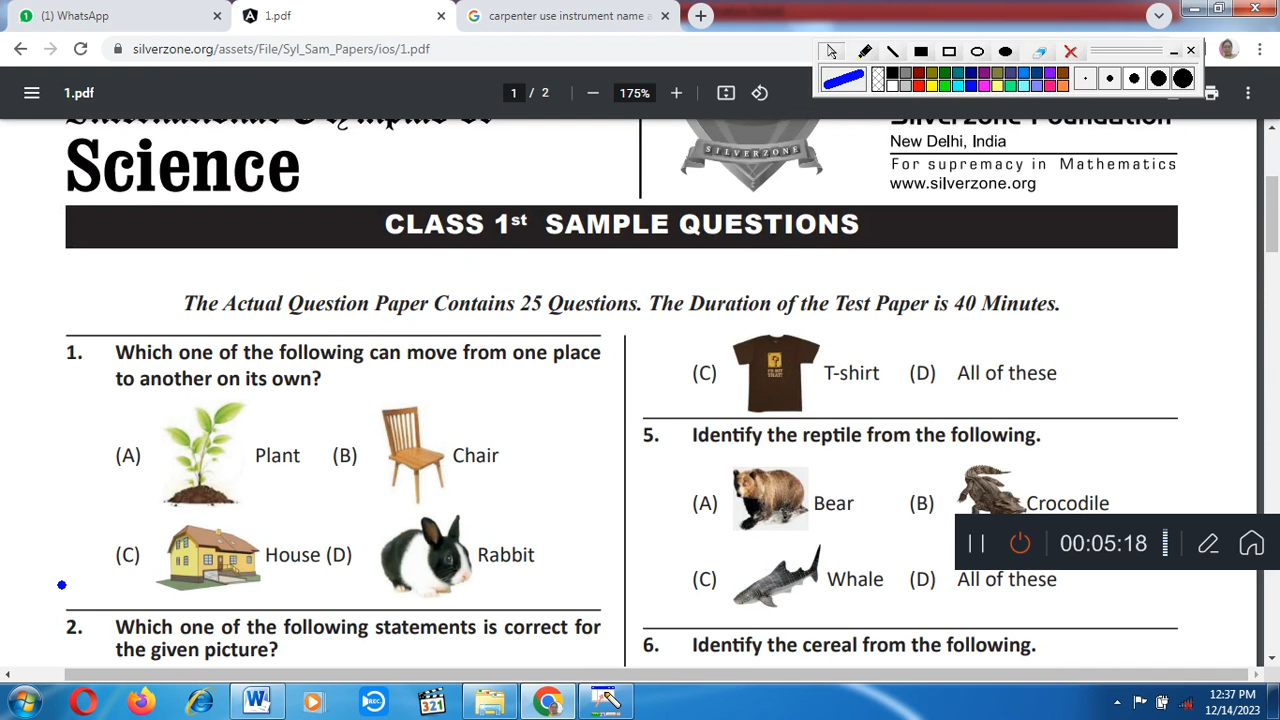 (1) WhatsApp
1.pdf
carpenter use instrument name a
silverzone.org/assets/File/Syl_Sam_Papers/ios/1.pdf
1.pdf
1 / 2
175%
Science
SILVERZONE
Silverzone Foundation
New Delhi, India
For supremacy in Mathematics
www.silverzone.org
CLASS 1st SAMPLE QUESTIONS
The Actual Question Paper Contains 25 Questions. The Duration of the Test Paper is 40 Minutes.
1. Which one of the following can move from one place
to another on its own?
(A) Plant (B) Chair
(C) House (D) Rabbit
2. Which one of the following statements is correct for
the given picture?
(C) T-shirt (D) All of these
5. Identify the reptile from the following.
(A) Bear (B) Crocodile
(C) Whale (D) All of these
6. Identify the cereal from the following.
00:05:18
W
REC
321
12:37 PM
12/14/2023